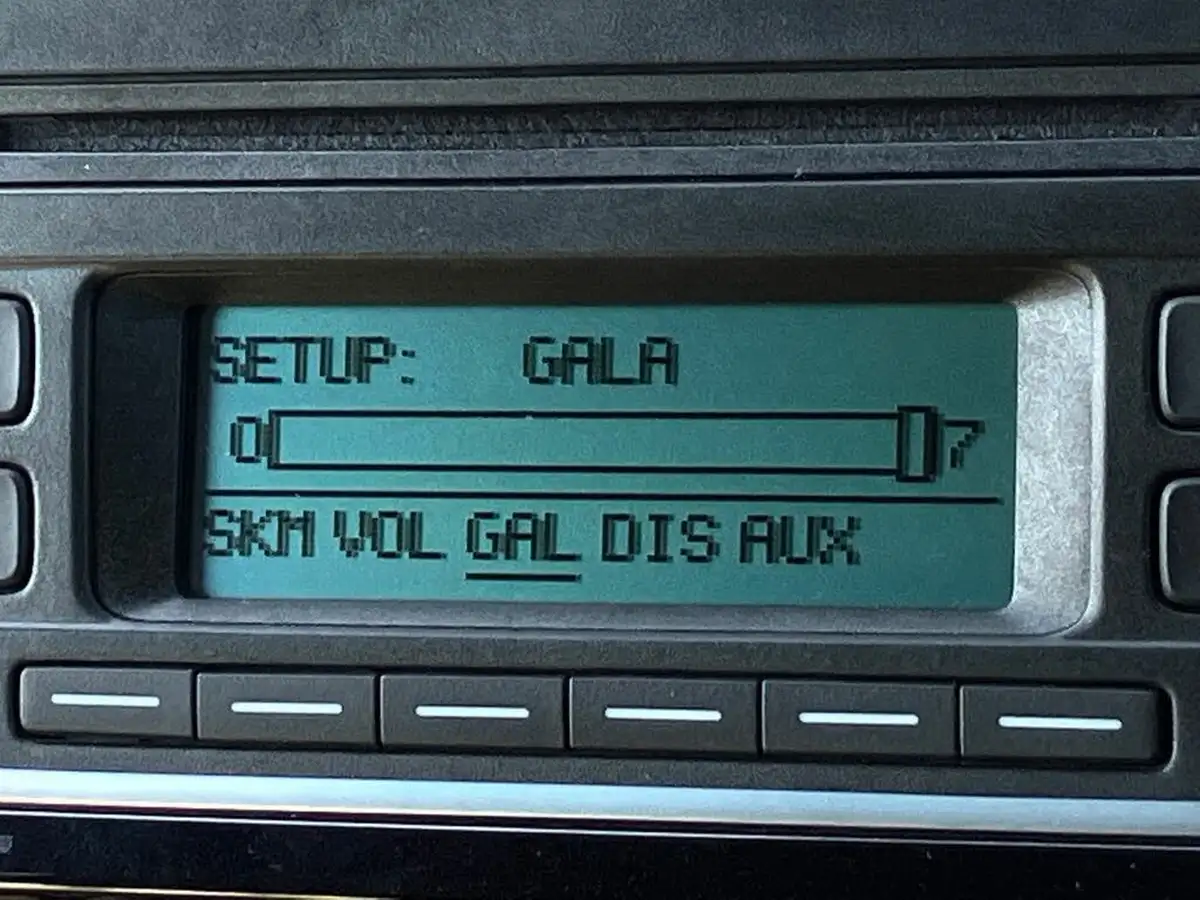 SETUP: GALA
0 7
SKM VOL GAL DIS AUX